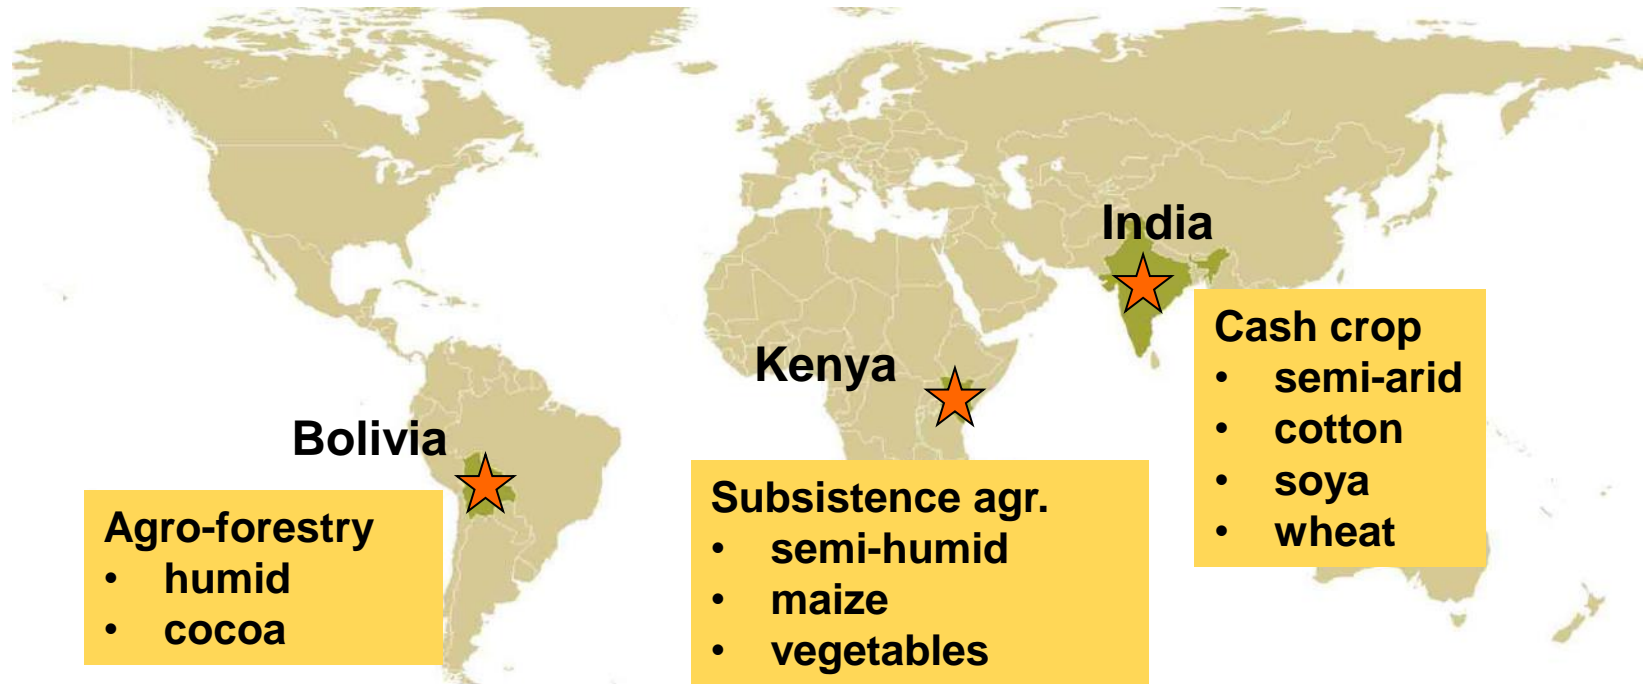 India
Cash crop
• semi-arid
• cotton
• soya
• wheat
Kenya
Subsistence agr.
• semi-humid
• maize
• vegetables
Bolivia
Agro-forestry
• humid
• cocoa